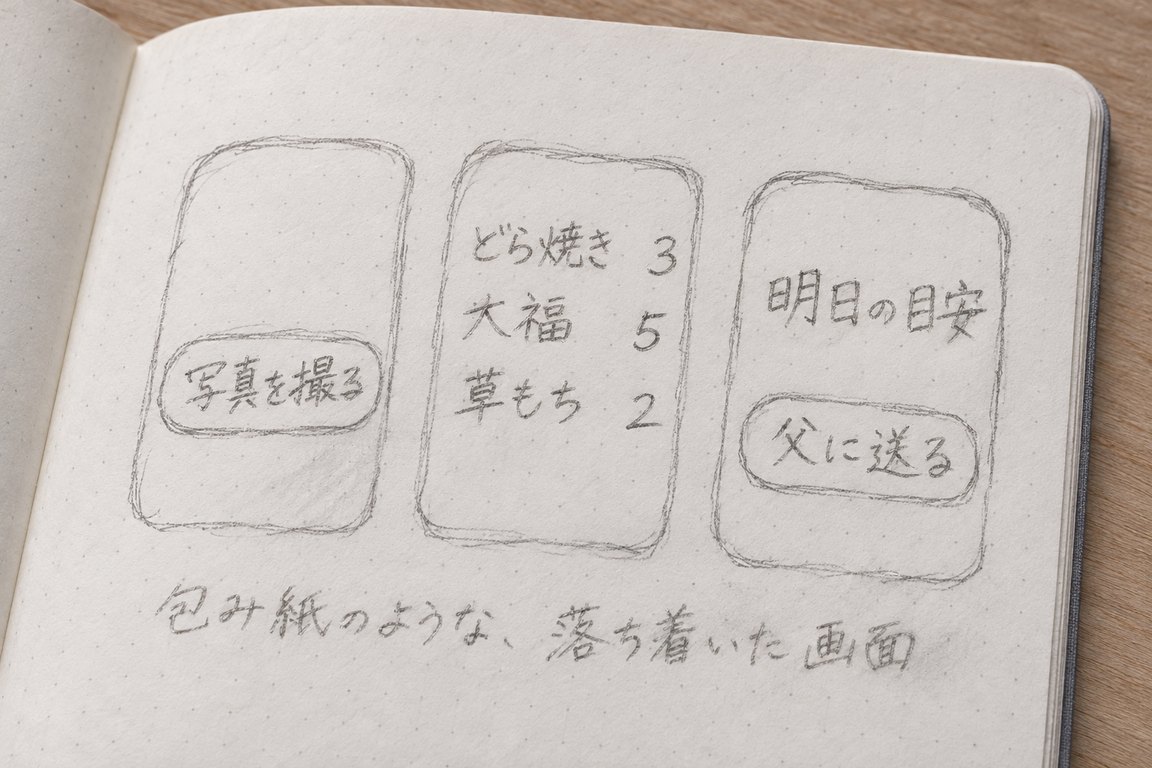 写真を撮る
どら焼き 3
大福 5
草もち 2
明日の目安
父に送る
包み紙のような、落ち着いた画面